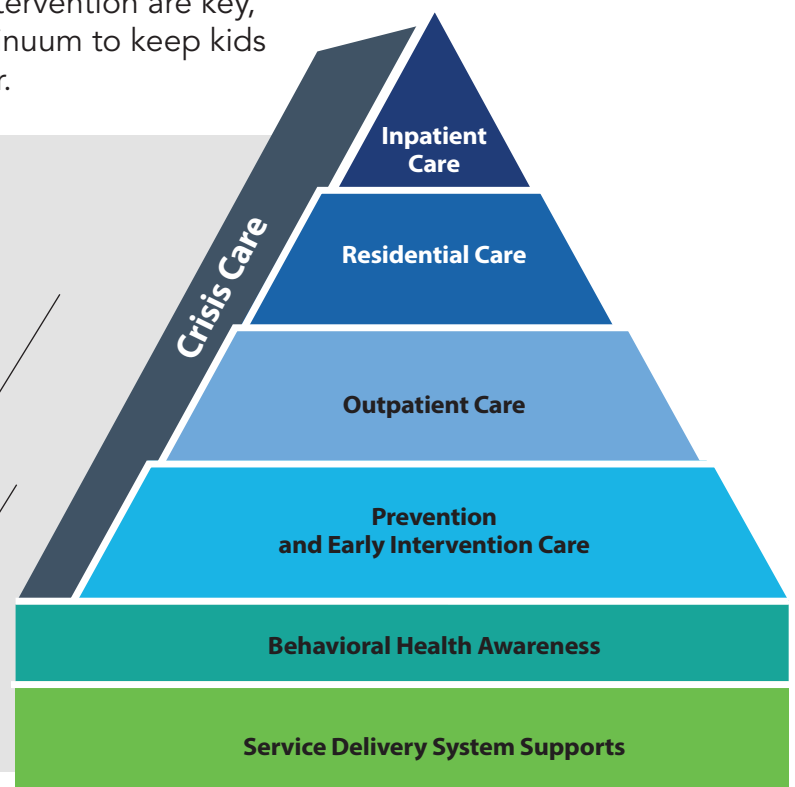 tervention are key,
inuum to keep kids
r.
Inpatient
Care
Residential Care
Crisis Care
Outpatient Care
Prevention
and Early Intervention Care
Behavioral Health Awareness
Service Delivery System Supports